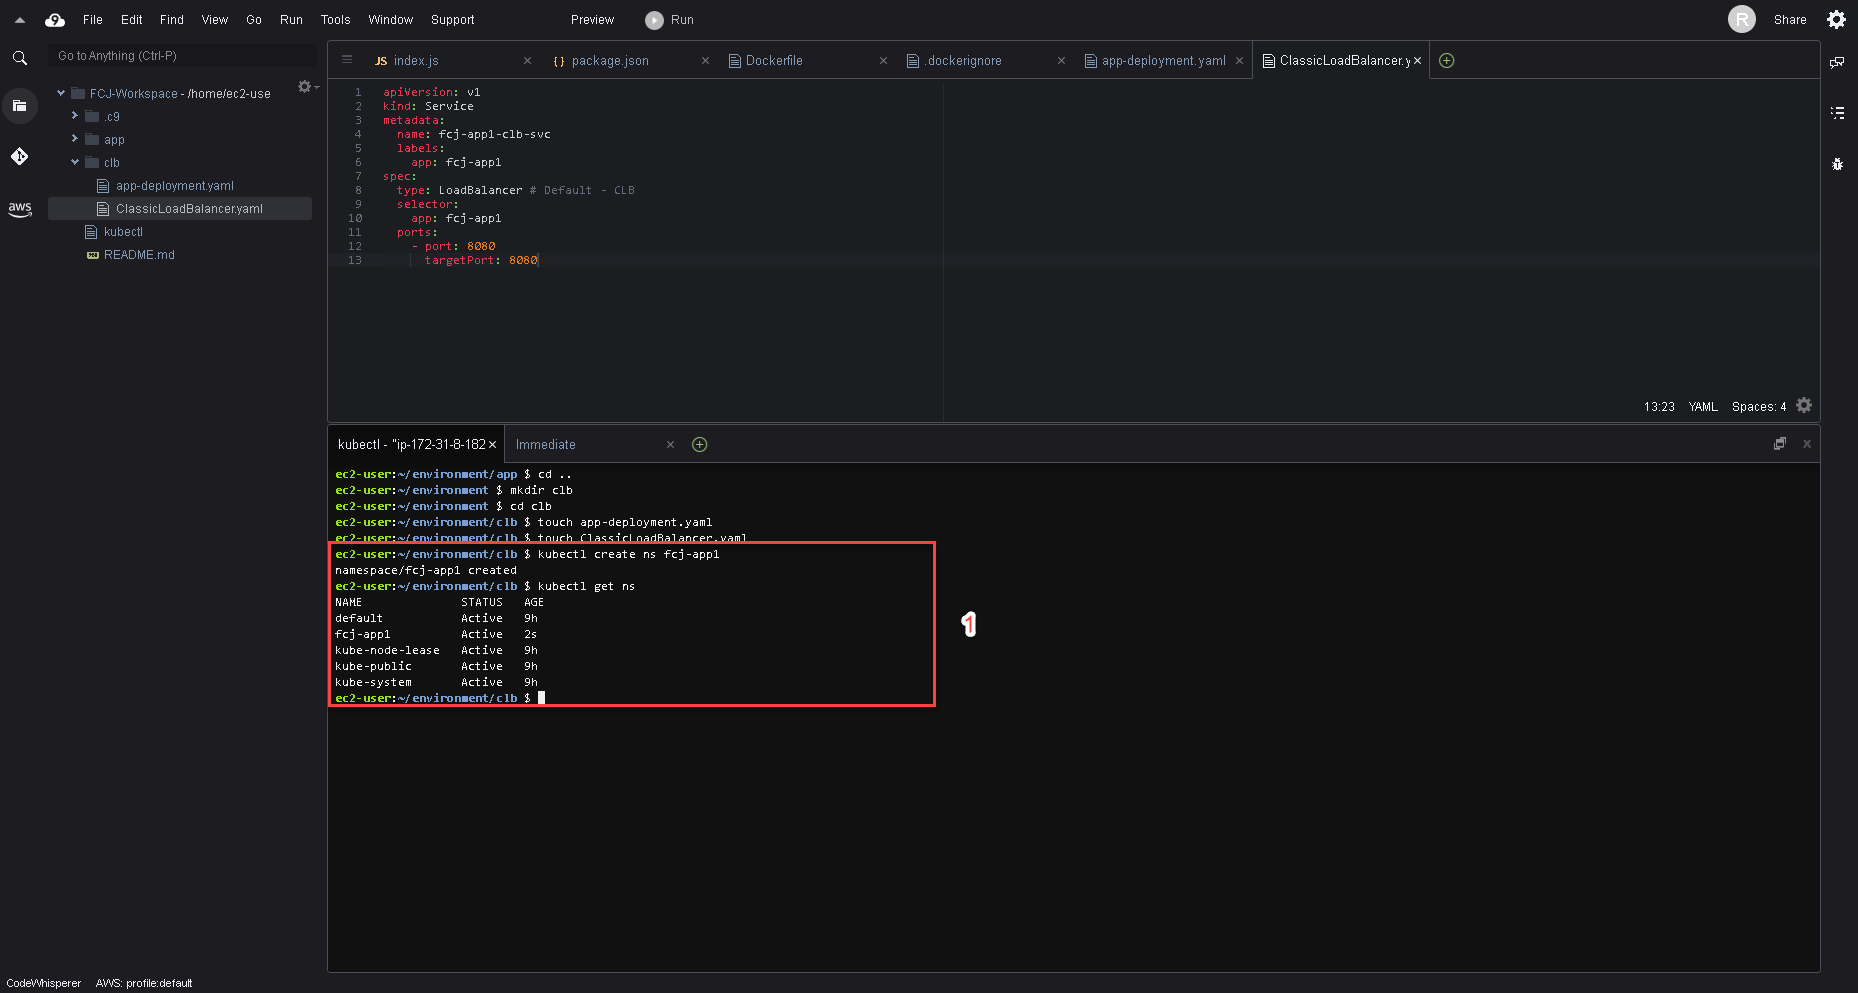 9 File Edit Find View Go Run Tools Window Support Preview Run R Share
Go to Anything (Ctrl-P)
FCJ-Workspace - /home/ec2-use
.c9
app
clb
app-deployment.yaml
ClassicLoadBalancer.yaml
kubectl
README.md
aws
JS index.js × {} package.json × Dockerfile × .dockerignore × app-deployment.yaml × ClassicLoadBalancer.y ×
1 apiVersion: v1
2 kind: Service
3 metadata:
4 name: fcj-app1-clb-svc
5 labels:
6 app: fcj-app1
7 spec:
8 type: LoadBalancer # Default - CLB
9 selector:
10 app: fcj-app1
11 ports:
12 - port: 8080
13 targetPort: 8080
13:23 YAML Spaces: 4
kubectl - "ip-172-31-8-182 × Immediate ×
ec2-user:~/environment/app $ cd ..
ec2-user:~/environment $ mkdir clb
ec2-user:~/environment $ cd clb
ec2-user:~/environment/clb $ touch app-deployment.yaml
ec2-user:~/environment/clb $ touch ClassicLoadBalancer.yaml
ec2-user:~/environment/clb $ kubectl create ns fcj-app1
namespace/fcj-app1 created
ec2-user:~/environment/clb $ kubectl get ns
NAME STATUS AGE
default Active 9h
fcj-app1 Active 2s
kube-node-lease Active 9h
kube-public Active 9h
kube-system Active 9h
ec2-user:~/environment/clb $
1
CodeWhisperer AWS: profile:default